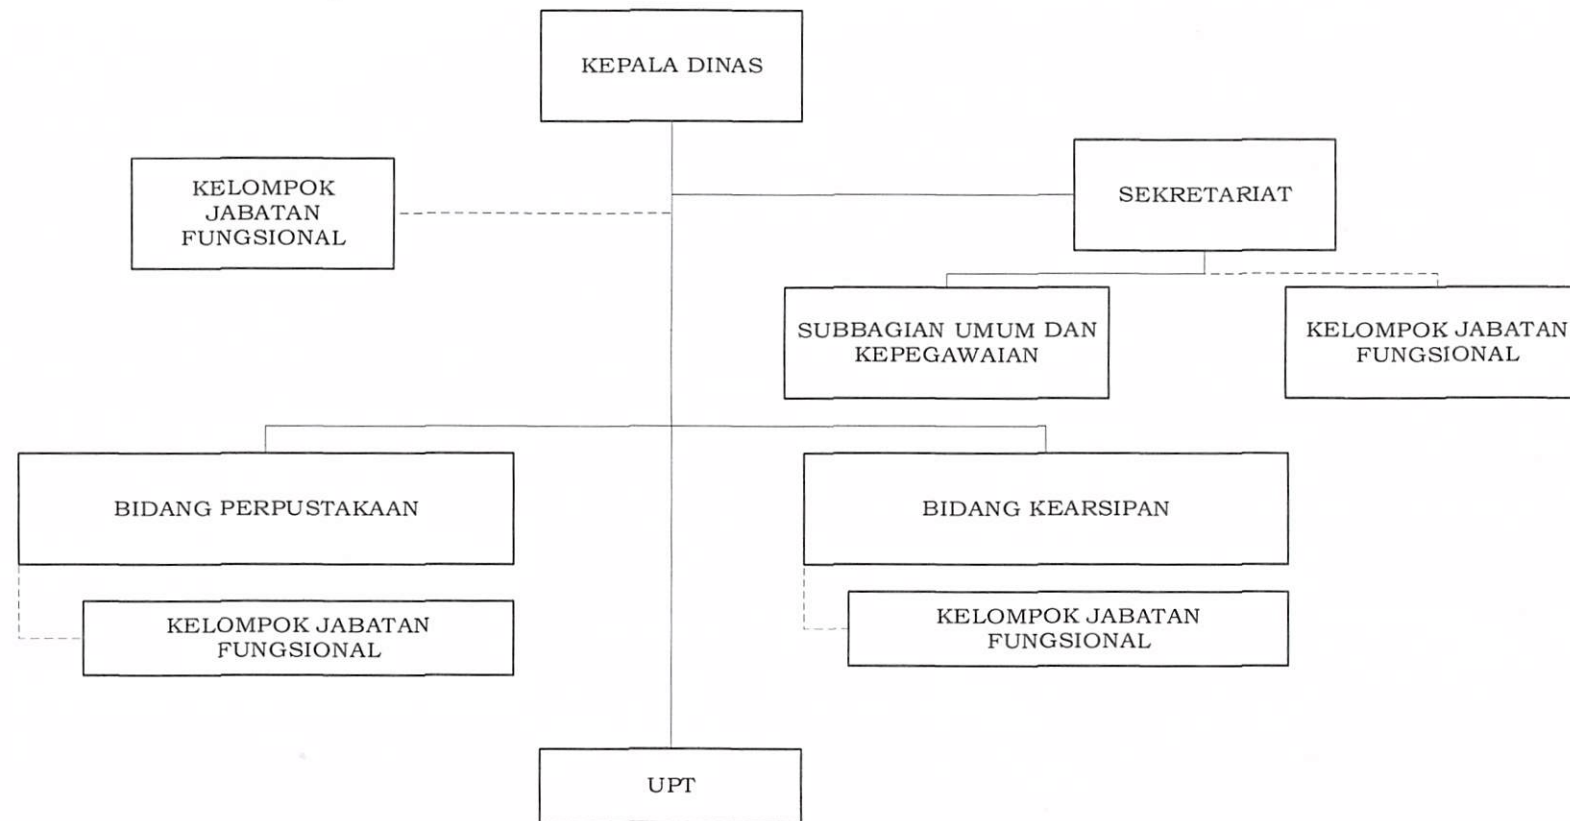 KEPALA DINAS
KELOMPOK
JABATAN
FUNGSIONAL
SEKRETARIAT
SUBBAGIAN UMUM DAN
KEPEGAWAIAN
KELOMPOK JABATAN
FUNGSIONAL
BIDANG PERPUSTAKAAN
BIDANG KEARSIPAN
KELOMPOK JABATAN
FUNGSIONAL
KELOMPOK JABATAN
FUNGSIONAL
UPT